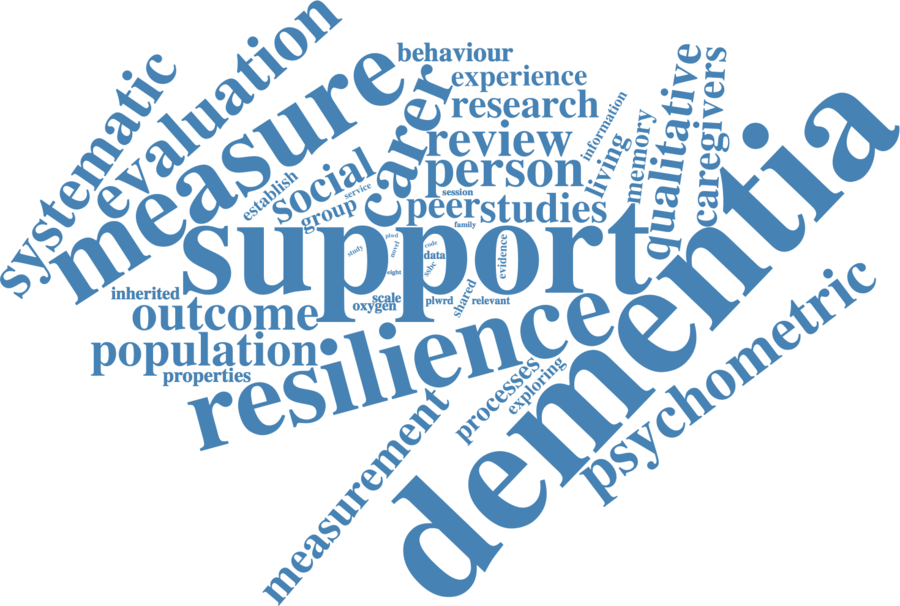 systematic
evaluation
measure
behaviour
experience
carer
research
review
person
information
living
memory
qualitative
caregivers
establish
social
service
group
session
peer
studies
family
support
plwd
novel
study
code
data
sshc
eight
evidence
dementia
inherited
scale
oxygen
plwrd
shared
relevant
outcome
population
properties
resilience
processes
exploring
psychometric
measurement